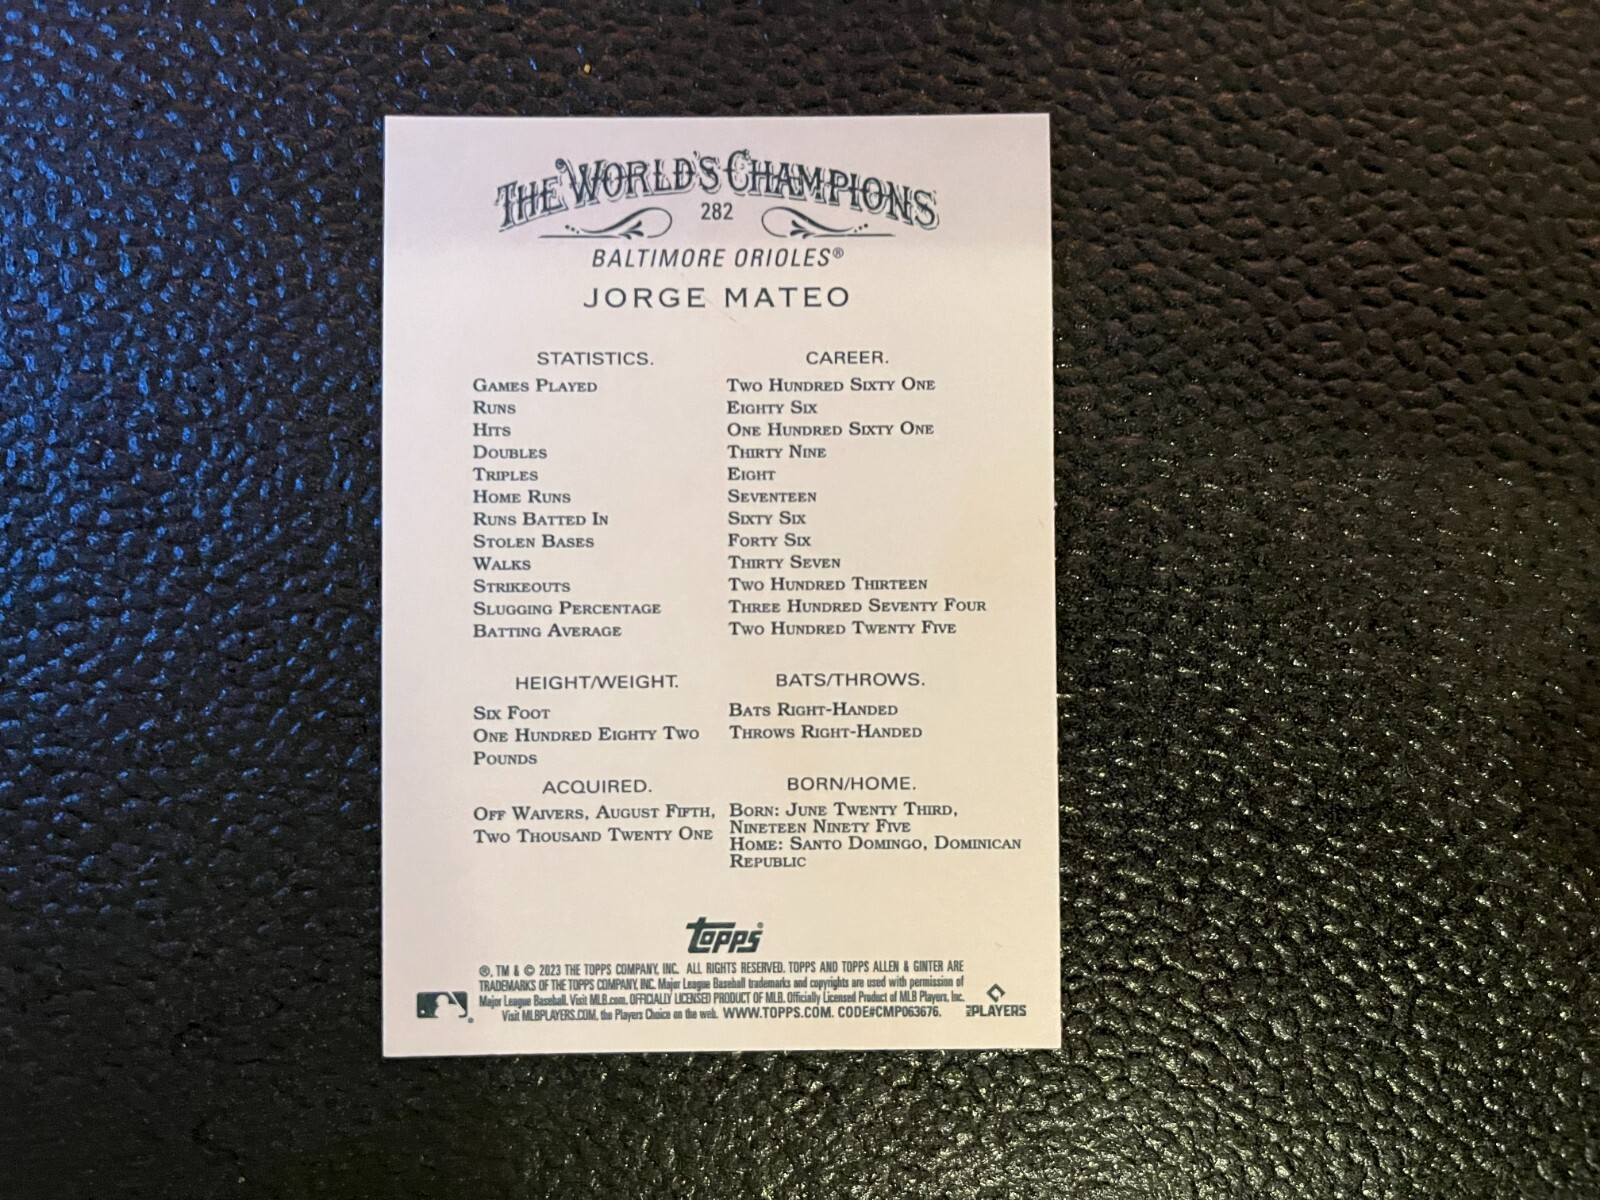 THE WORLD'S CHAMPIONS
282
BALTIMORE ORIOLES®
JORGE MATEO
STATISTICS. CAREER.
GAMES PLAYED TWO HUNDRED SIXTY ONE
RUNS EIGHTY SIX
HITS ONE HUNDRED SIXTY ONE
DOUBLES THIRTY NINE
TRIPLES EIGHT
HOME RUNS SEVENTEEN
RUNS BATTED IN SIXTY SIX
STOLEN BASES FORTY SIX
WALKS THIRTY SEVEN
STRIKEOUTS TWO HUNDRED THIRTEEN
SLUGGING PERCENTAGE THREE HUNDRED SEVENTY FOUR
BATTING AVERAGE TWO HUNDRED TWENTY FIVE
HEIGHT/WEIGHT. BATS/THROWS.
SIX FOOT BATS RIGHT-HANDED
ONE HUNDRED EIGHTY TWO THROWS RIGHT-HANDED
POUNDS
ACQUIRED. BORN/HOME.
OFF WAIVERS, AUGUST FIFTH, BORN: JUNE TWENTY THIRD,
TWO THOUSAND TWENTY ONE NINETEEN NINETY FIVE
HOME: SANTO DOMINGO, DOMINICAN
REPUBLIC
Topps®
®, TM & © 2023 THE TOPPS COMPANY, INC. ALL RIGHTS RESERVED. TOPPS AND TOPPS ALLEN & GINTER ARE
TRADEMARKS OF THE TOPPS COMPANY, INC. Major League Baseball trademarks and copyrights are used with permission of
Major League Baseball. Visit MLB.com. OFFICIALLY LICENSED PRODUCT OF MLB. Officially Licensed Product of MLB Players, Inc.
Visit MLBPLAYERS.COM, the Players Choice on the web. WWW.TOPPS.COM. CODE#CMP063676.
MLB PLAYERS